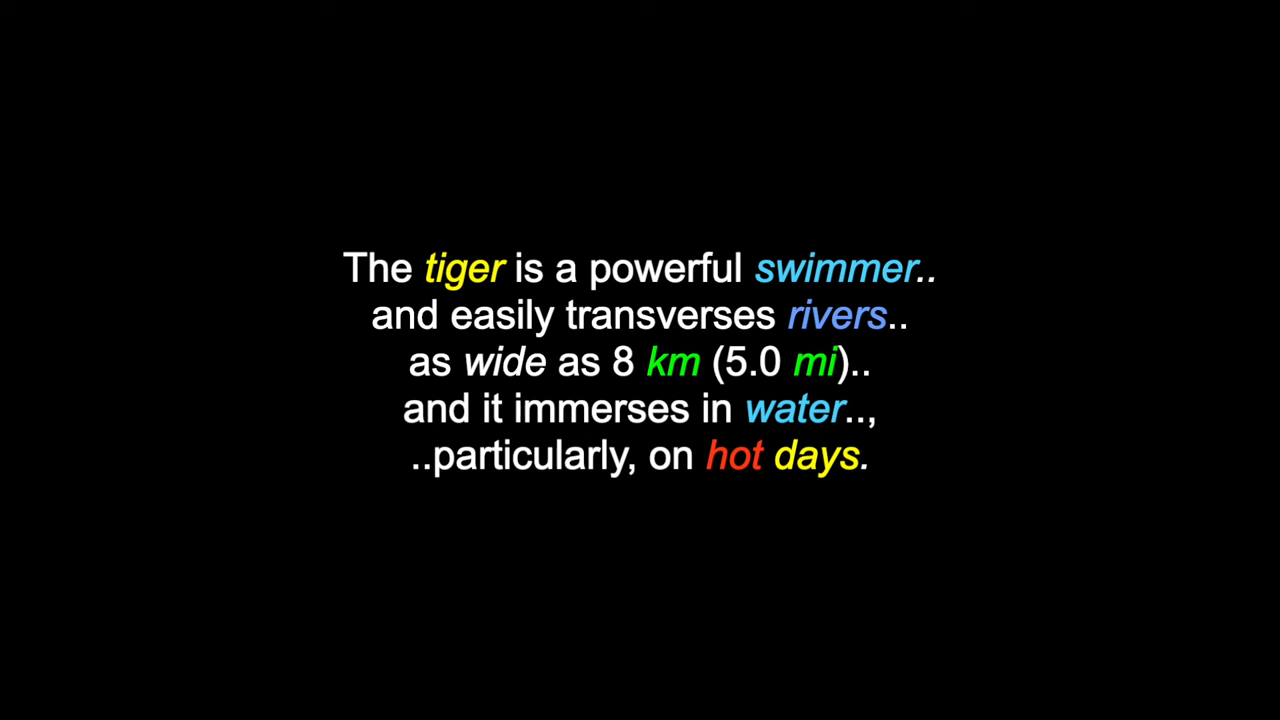 The tiger is a powerful swimmer..
and easily transverses rivers..
as wide as 8 km (5.0 mi)..
and it immerses in water..,
..particularly, on hot days.